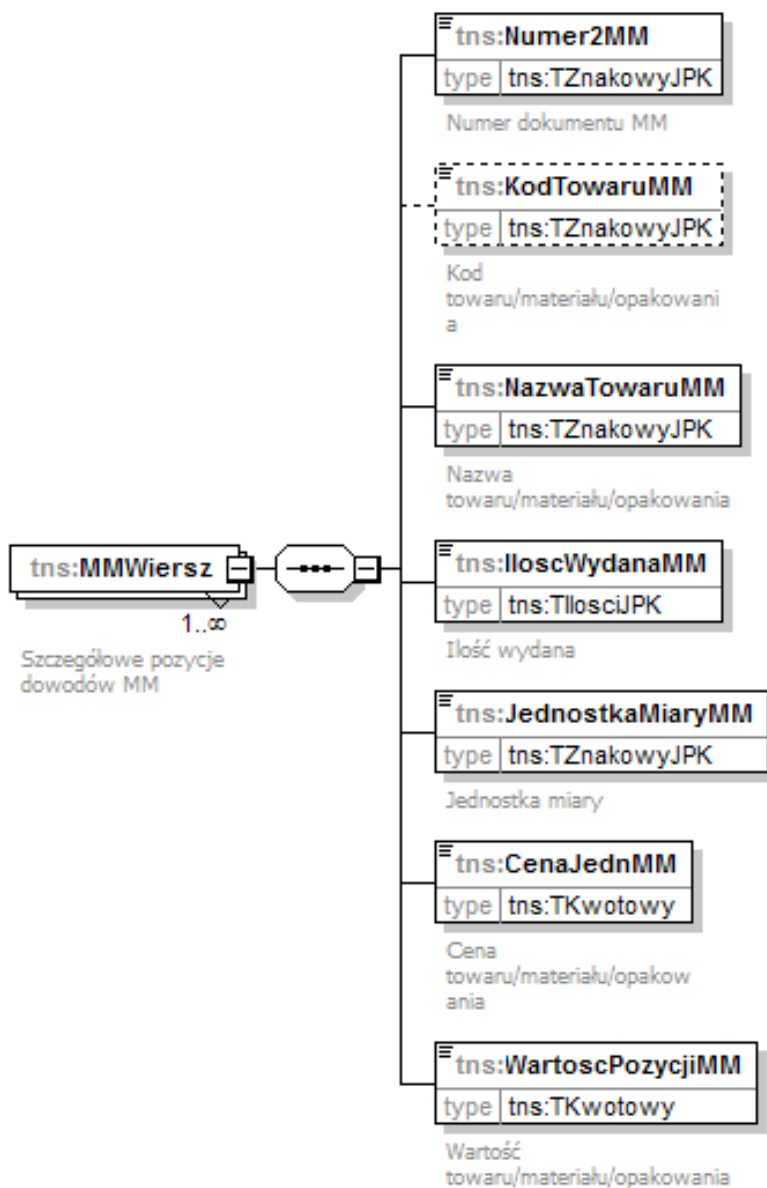 tns:Numer2MM
type tns:TZnakowyJPK
Numer dokumentu MM
tns:KodTowaruMM
type tns:TZnakowyJPK
Kod
towaru/materiału/opakowani
a
tns:NazwaTowaruMM
type tns:TZnakowyJPK
Nazwa
towaru/materiału/opakowania
tns:MMWiersz
1..∞
Szczegółowe pozycje
dowodów MM
tns:IloscWydanaMM
type tns:TIlosciJPK
Ilość wydana
tns:JednostkaMiaryMM
type tns:TZnakowyJPK
Jednostka miary
tns:CenaJednMM
type tns:TKwotowy
Cena
towaru/materiału/opakow
ania
tns:WartoscPozycjiMM
type tns:TKwotowy
Wartość
towaru/materiału/opakowania